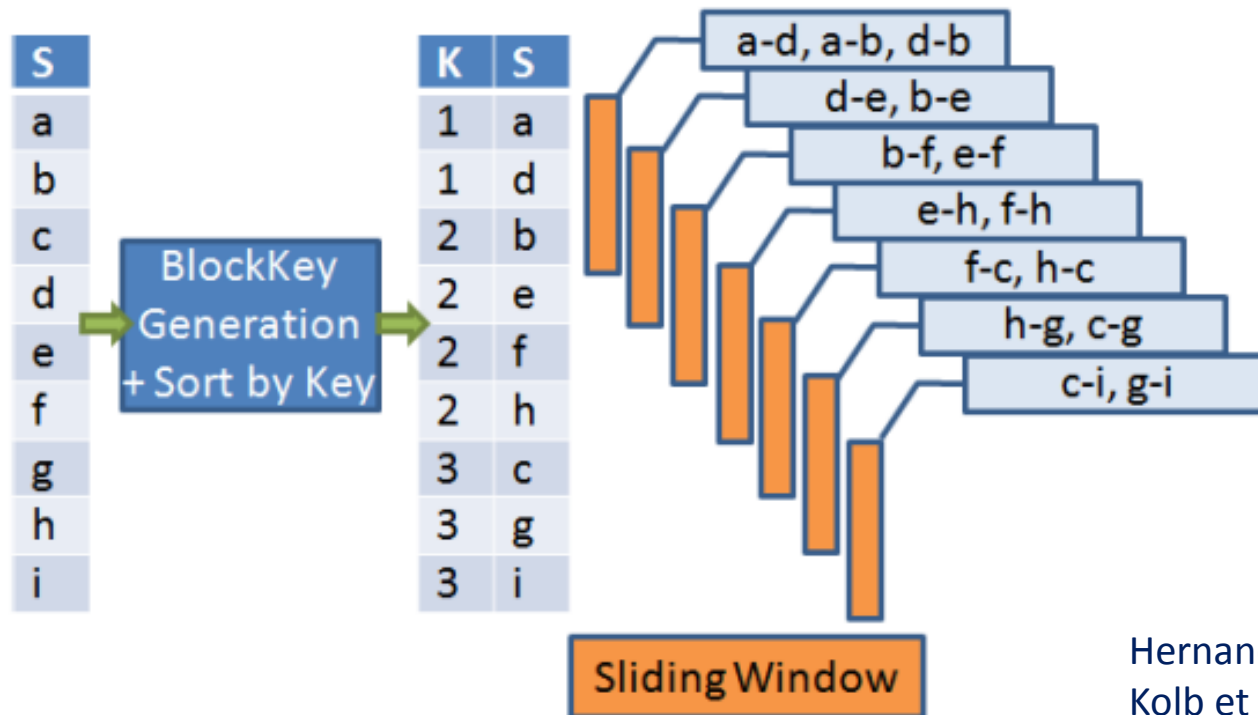 S
a
b
c
d
e
f
g
h
i
BlockKey
Generation
+ Sort by Key
K S
1 a
1 d
2 b
2 e
2 f
2 h
3 c
3 g
3 i
a-d, a-b, d-b
d-e, b-e
b-f, e-f
e-h, f-h
f-c, h-c
h-g, c-g
c-i, g-i
Sliding Window
Hernan
Kolb et